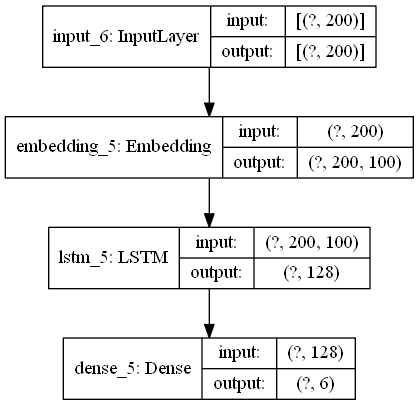 input_6: InputLayer
input: [(?, 200)]
output: [(?, 200)]
embedding_5: Embedding
input: (?, 200)
output: (?, 200, 100)
lstm_5: LSTM
input: (?, 200, 100)
output: (?, 128)
dense_5: Dense
input: (?, 128)
output: (?, 6)